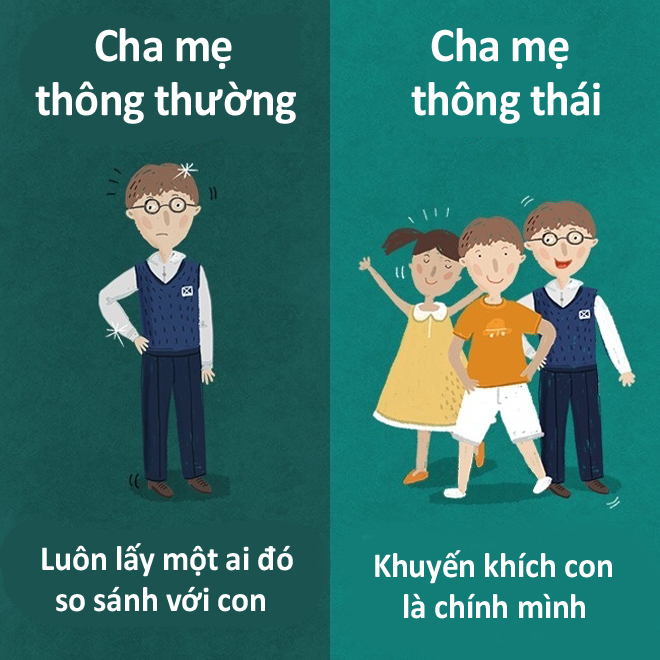 Cha mẹ
thông thường
Cha mẹ
thông thái
Luôn lấy một ai đó
so sánh với con
Khuyến khích con
là chính mình